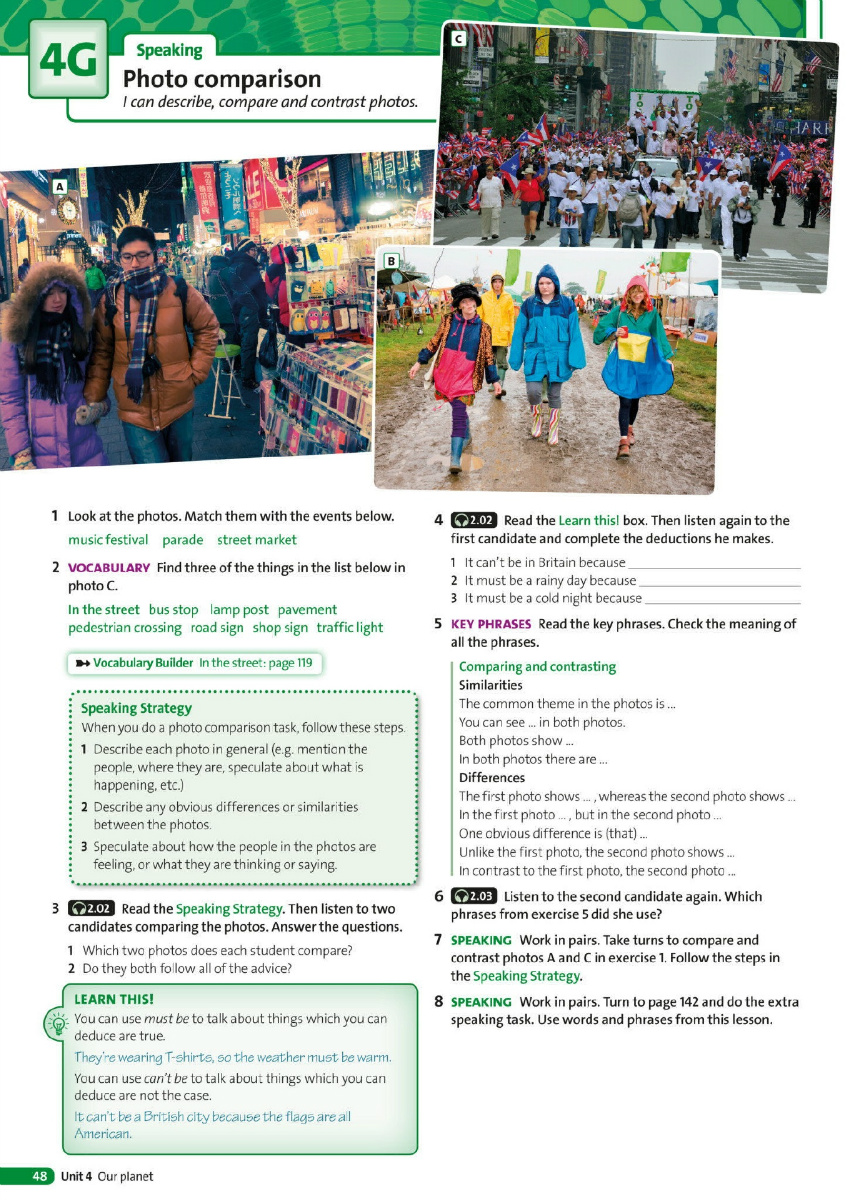 4G
Speaking
Photo comparison
I can describe, compare and contrast photos.
C
A
B
1 Look at the photos. Match them with the events below.
music festival parade street market
2 VOCABULARY Find three of the things in the list below in
photo C.
In the street bus stop lamp post pavement
pedestrian crossing road sign shop sign traffic light
Vocabulary Builder In the street: page 119
Speaking Strategy
When you do a photo comparison task, follow these steps.
1 Describe each photo in general (e.g. mention the
people, where they are, speculate about what is
happening, etc.)
2 Describe any obvious differences or similarities
between the photos.
3 Speculate about how the people in the photos are
feeling, or what they are thinking or saying.
3 2.02 Read the Speaking Strategy. Then listen to two
candidates comparing the photos. Answer the questions.
1 Which two photos does each student compare?
2 Do they both follow all of the advice?
LEARN THIS!
You can use must be to talk about things which you can
deduce are true.
They're wearing T-shirts, so the weather must be warm.
You can use can't be to talk about things which you can
deduce are not the case.
It can't be a British city because the flags are all
American.
4 2.02 Read the Learn this! box. Then listen again to the
first candidate and complete the deductions he makes.
1 It can't be in Britain because
2 It must be a rainy day because
3 It must be a cold night because
5 KEY PHRASES Read the key phrases. Check the meaning of
all the phrases.
Comparing and contrasting
Similarities
The common theme in the photos is ...
You can see ... in both photos.
Both photos show ...
In both photos there are ...
Differences
The first photo shows ... , whereas the second photo shows ...
In the first photo ... , but in the second photo ...
One obvious difference is (that) ...
Unlike the first photo, the second photo shows ...
In contrast to the first photo, the second photo ...
6 2.03 Listen to the second candidate again. Which
phrases from exercise 5 did she use?
7 SPEAKING Work in pairs. Take turns to compare and
contrast photos A and C in exercise 1. Follow the steps in
the Speaking Strategy.
8 SPEAKING Work in pairs. Turn to page 142 and do the extra
speaking task. Use words and phrases from this lesson.
48 Unit 4 Our planet